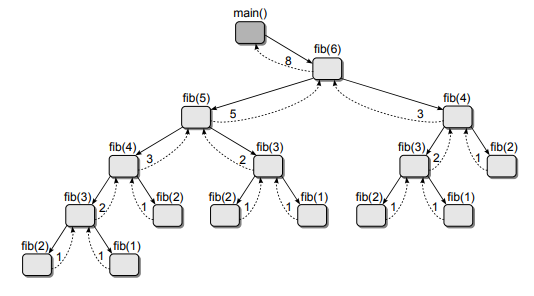 main()
fib(6)
8
fib(5)
fib(4)
5
3
fib(4)
fib(3)
fib(3)
fib(2)
3
2
2
1
fib(3)
fib(2)
fib(2)
fib(1)
fib(2)
fib(1)
2
1
1
1
1
1
fib(2)
fib(1)
1
1